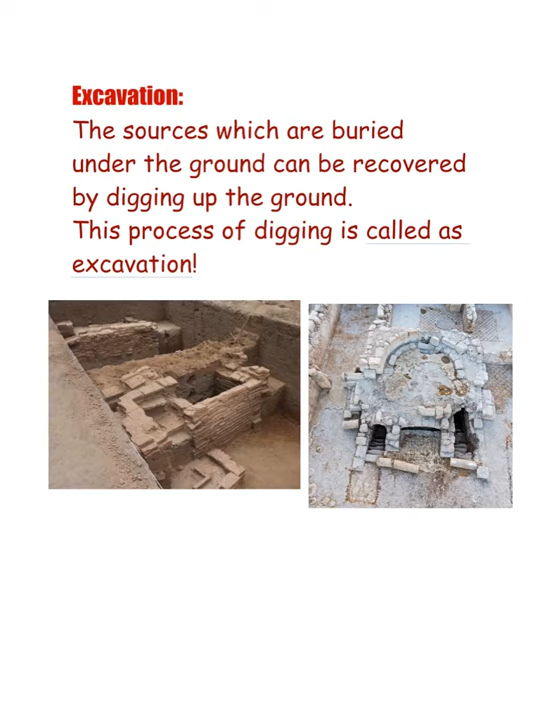 Excavation:
The sources which are buried
under the ground can be recovered
by digging up the ground.
This process of digging is called as
excavation!